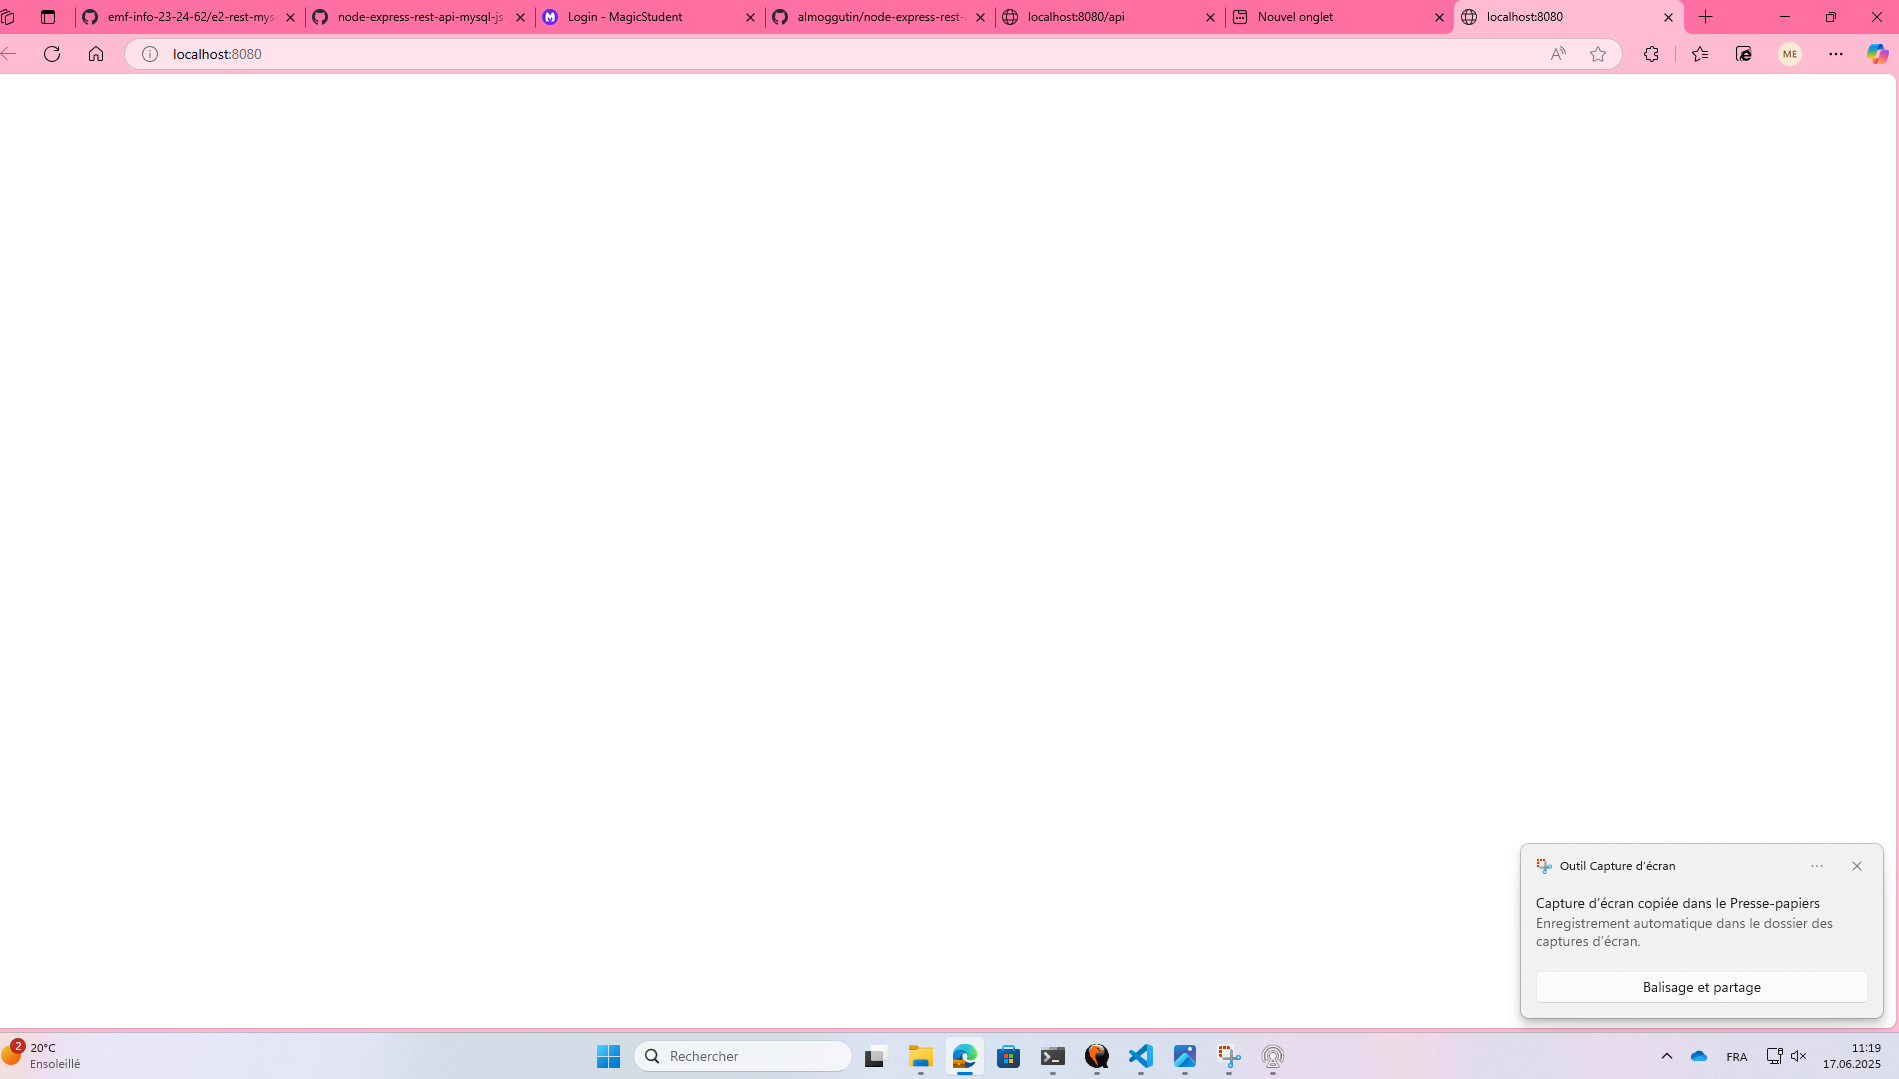 emf-info-23-24-62/e2-rest-mys
node-express-rest-api-mysql-js-
Login - MagicStudent
almoggutin/node-express-rest-
localhost:8080/api
Nouvel onglet
localhost:8080
localhost:8080
ME
Outil Capture d'écran
Capture d'écran copiée dans le Presse-papiers
Enregistrement automatique dans le dossier des
captures d'écran.
Balisage et partage
2
20°C
Ensoleillé
Rechercher
FRA
11:19
17.06.2025